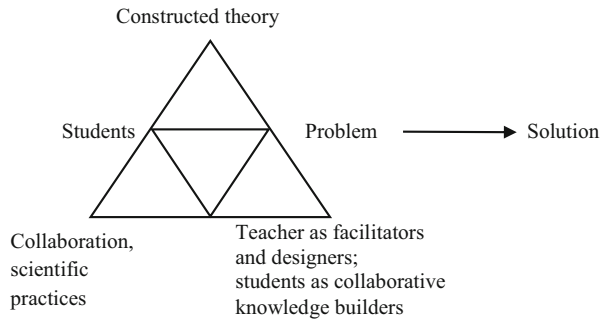 Constructed theory
Students
Problem
Solution
Collaboration,
scientific
practices
Teacher as facilitators
and designers;
students as collaborative
knowledge builders